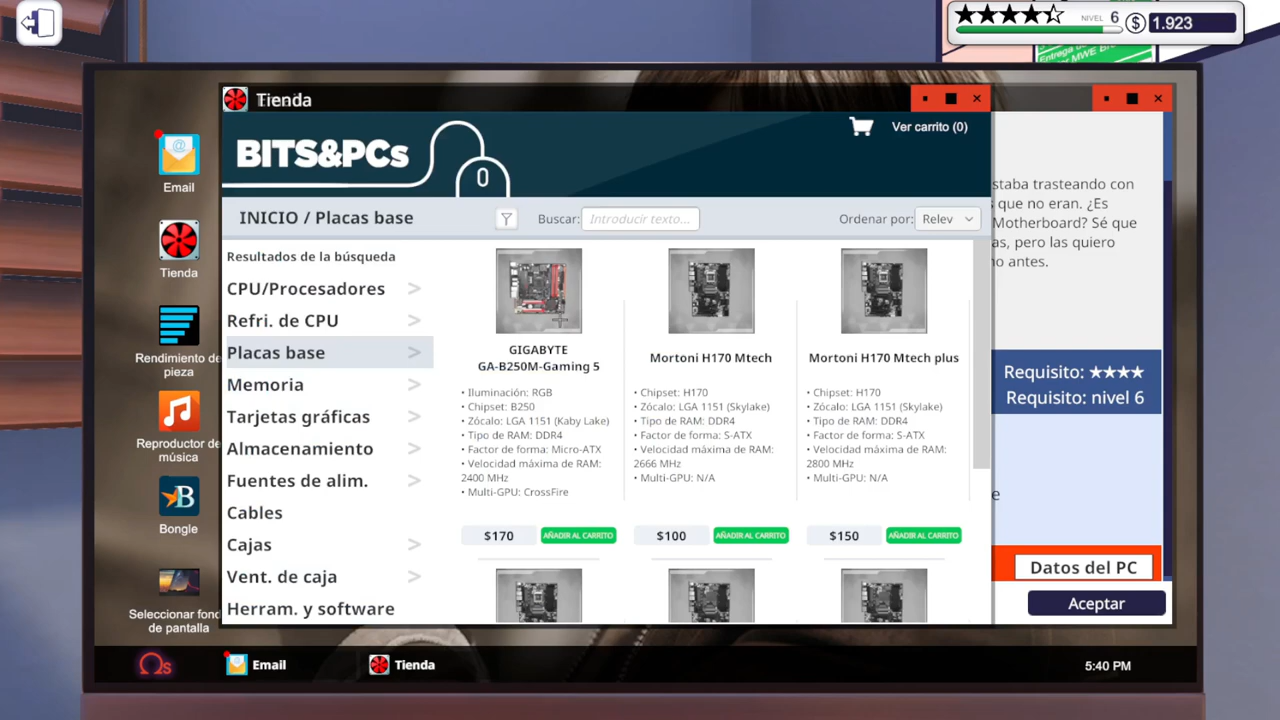 NIVEL 6
$ 1.923
Entrega de
MWE
Tienda
BITS&PCs
Ver carrito (0)
INICIO / Placas base
Buscar: Introducir texto...
Ordenar por: Relev
Resultados de la búsqueda
CPU/Procesadores >
Refri. de CPU >
Placas base >
Memoria >
Tarjetas gráficas >
Almacenamiento >
Fuentes de alim. >
Cables
Cajas >
Vent. de caja >
Herram. y software
GIGABYTE
GA-B250M-Gaming 5
• Iluminación: RGB
• Chipset: B250
• Zócalo: LGA 1151 (Kaby Lake)
• Tipo de RAM: DDR4
• Factor de forma: Micro-ATX
• Velocidad máxima de RAM:
2400 MHz
• Multi-GPU: CrossFire
$170
AÑADIR AL CARRITO
Mortoni H170 Mtech
• Chipset: H170
• Zócalo: LGA 1151 (Skylake)
• Tipo de RAM: DDR4
• Factor de forma: S-ATX
• Velocidad máxima de RAM:
2666 MHz
• Multi-GPU: N/A
$100
AÑADIR AL CARRITO
Mortoni H170 Mtech plus
• Chipset: H170
• Zócalo: LGA 1151 (Skylake)
• Tipo de RAM: DDR4
• Factor de forma: S-ATX
• Velocidad máxima de RAM:
2800 MHz
• Multi-GPU: N/A
$150
AÑADIR AL CARRITO
staba trasteando con
s que no eran. ¿Es
Motherboard? Sé que
as, pero las quiero
no antes.
Requisito: ★★★★
Requisito: nivel 6
e
Datos del PC
Aceptar
Email
Tienda
Rendimiento de
pieza
Reproductor de
música
Bongle
Seleccionar fond
de pantalla
Ωs
Email
Tienda
5:40 PM